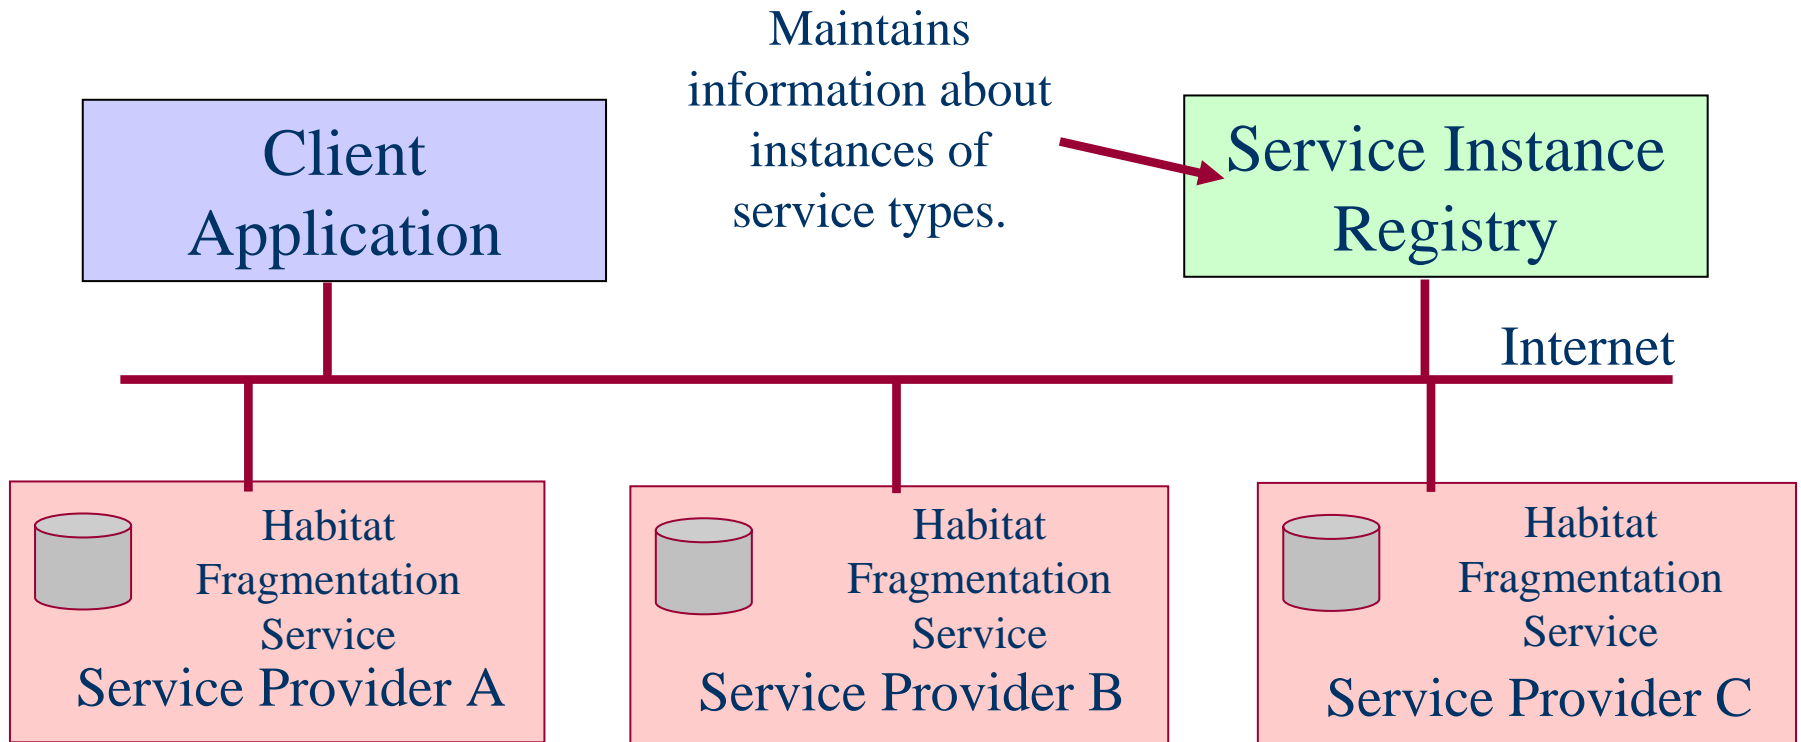 Maintains
information about
instances of
service types.
Client
Application
Service Instance
Registry
Internet
Habitat
Fragmentation
Service
Service Provider A
Habitat
Fragmentation
Service
Service Provider B
Habitat
Fragmentation
Service
Service Provider C